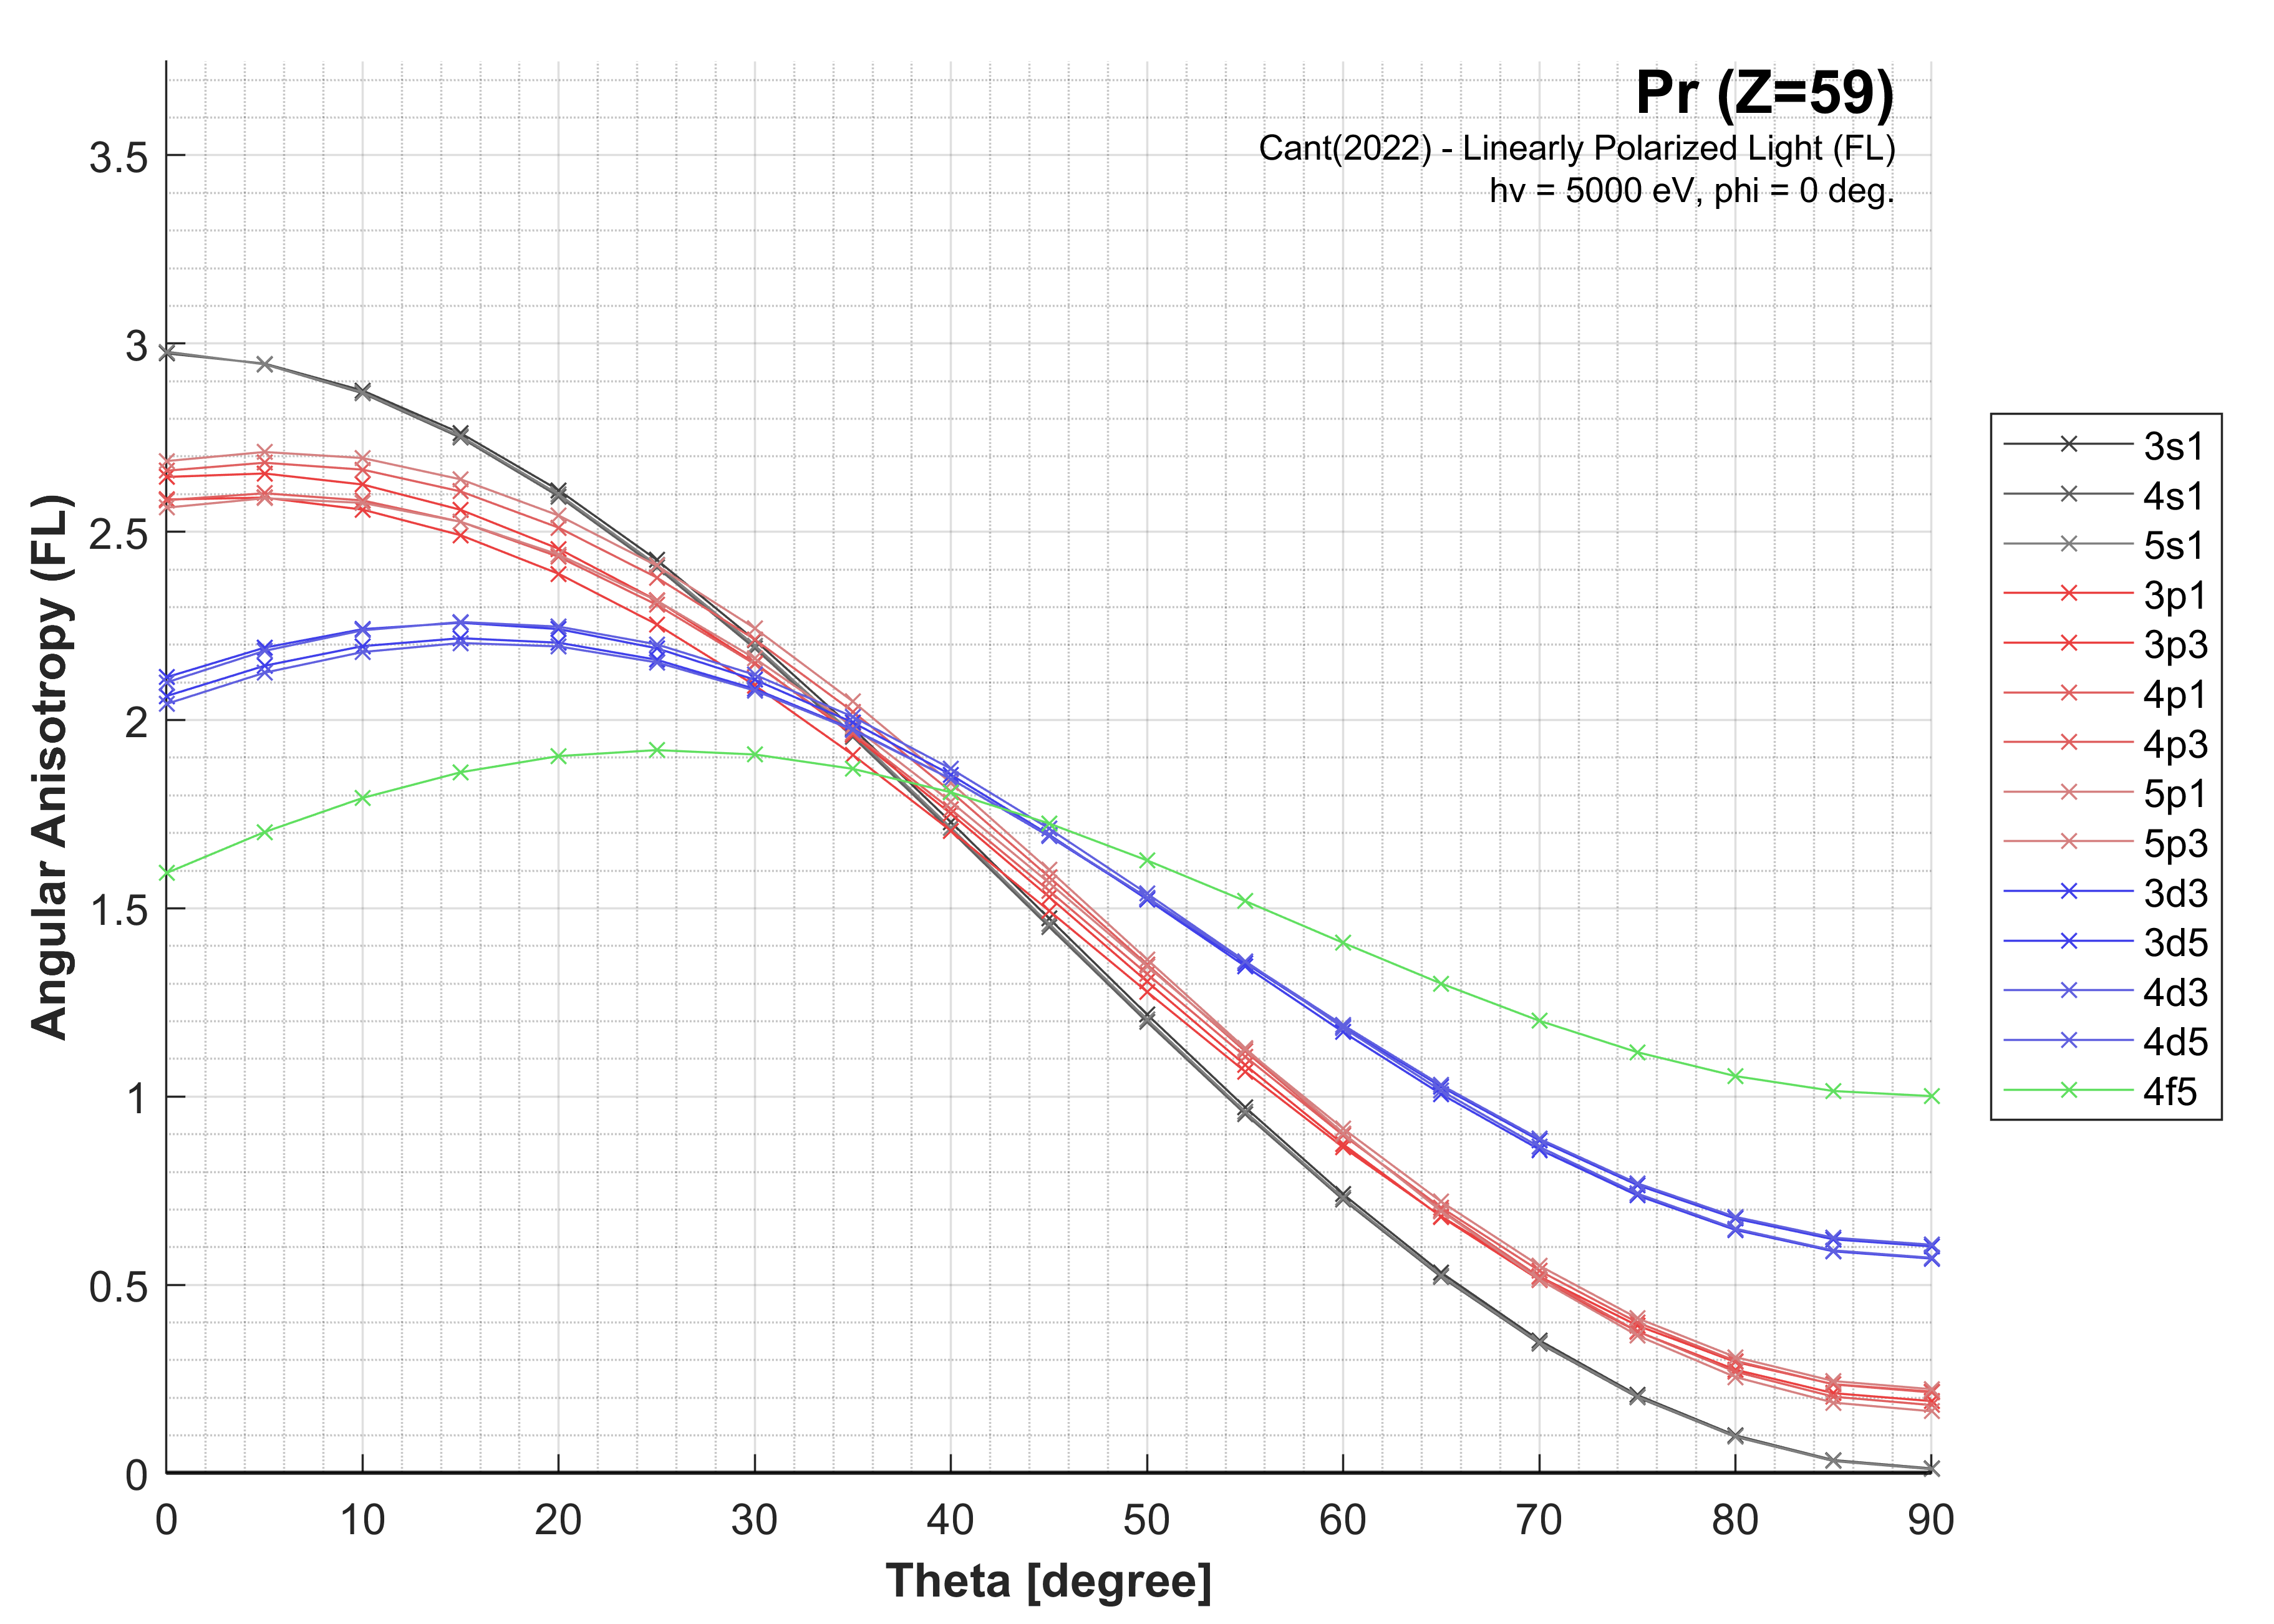 Pr (Z=59)
Cant(2022) - Linearly Polarized Light (FL)
hv = 5000 eV, phi = 0 deg.
Angular Anisotropy (FL)
3.5
3
2.5
2
1.5
1
0.5
0
0 10 20 30 40 50 60 70 80 90
Theta [degree]
3s1
4s1
5s1
3p1
3p3
4p1
4p3
5p1
5p3
3d3
3d5
4d3
4d5
4f5